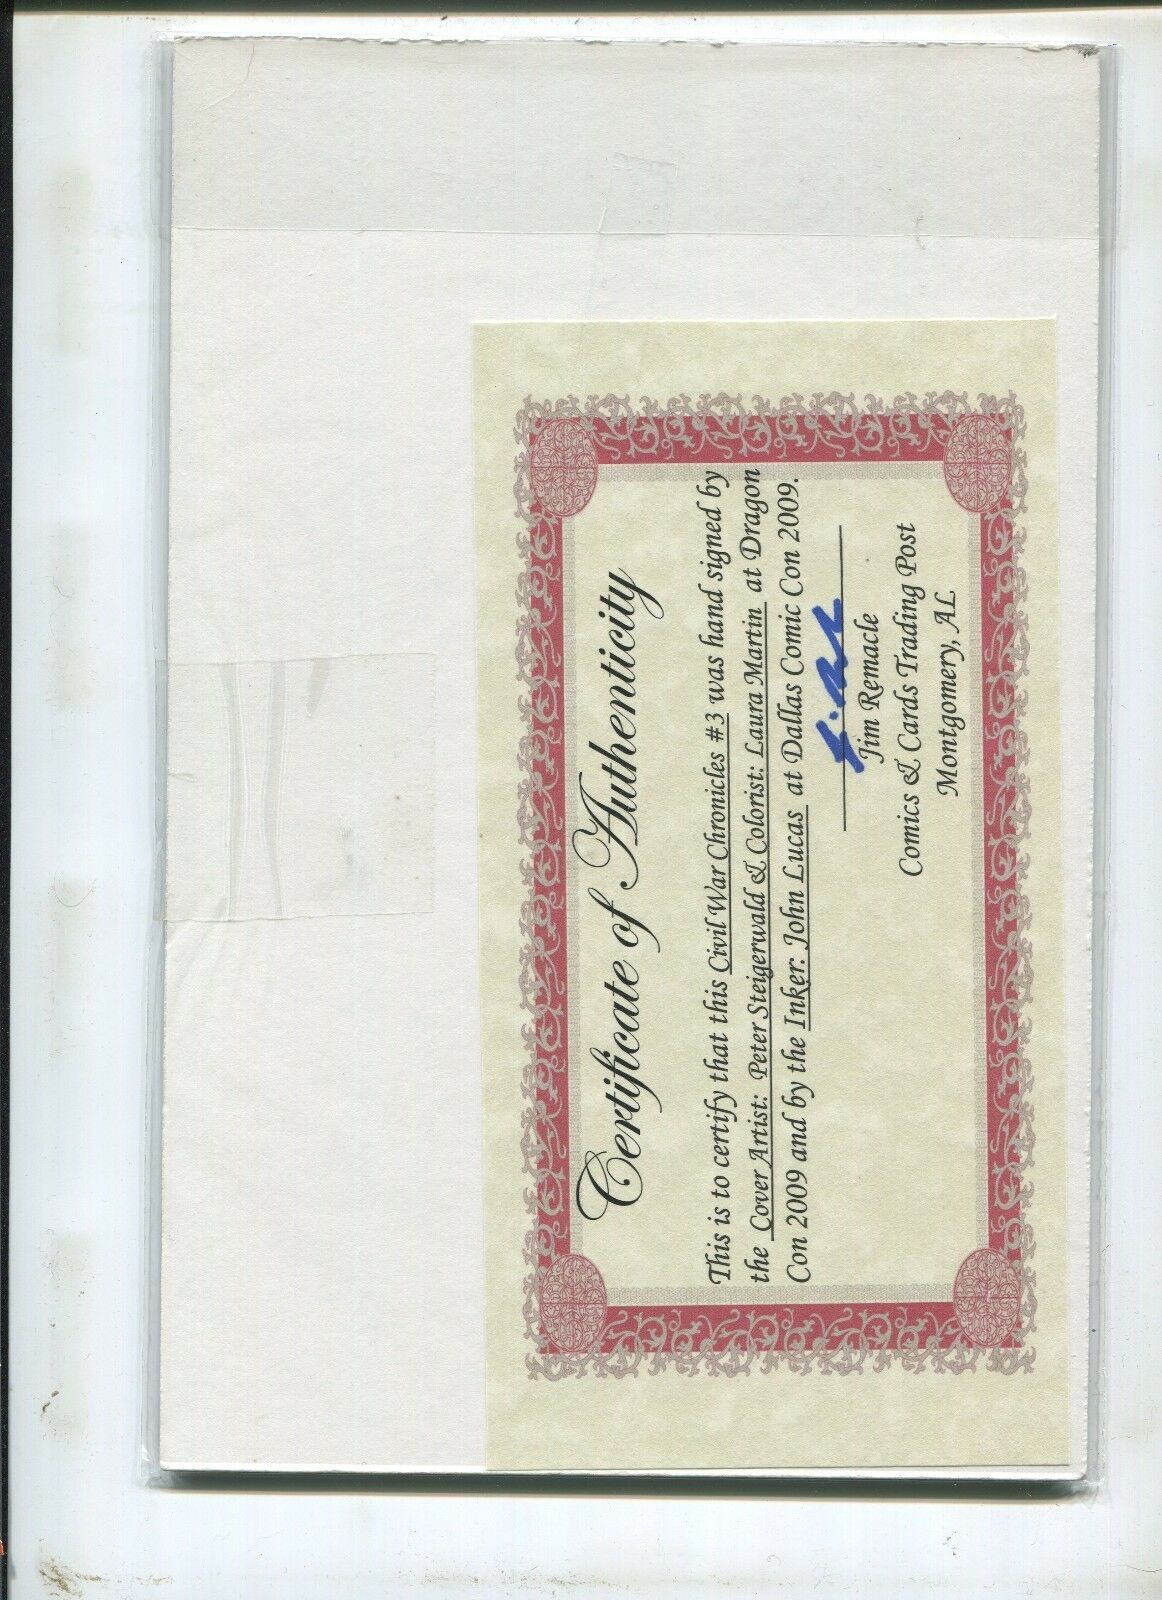 Certificate of Authenticity
This is to certify that this Civil War Chronicles #3 was hand signed by
the Cover Artist: Peter Steigerwald & Colorist: Laura Martin at Dragon
Con 2009 and by the Inker: John Lucas at Dallas Comic Con 2009.
Jim Remacle
Comics & Cards Trading Post
Montgomery, AL